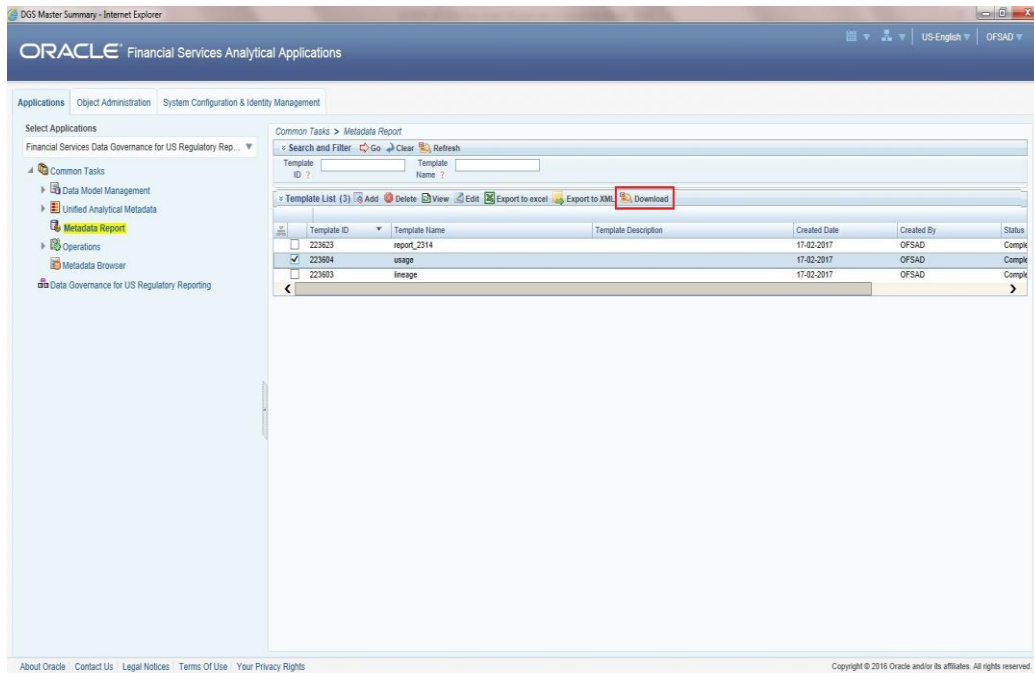 DGS Master Summary - Internet Explorer
ORACLE® Financial Services Analytical Applications
US-English OFSAD
Applications Object Administration System Configuration & Identity Management
Select Applications
Financial Services Data Governance for US Regulatory Rep...
Common Tasks
Data Model Management
Unified Analytical Metadata
Metadata Report
Operations
Metadata Browser
Data Governance for US Regulatory Reporting
Common Tasks > Metadata Report
Search and Filter Go Clear Refresh
Template ID ? Template Name ?
Template List (3) Add Delete View Edit Export to excel Export to XML Download
Template ID Template Name Template Description Created Date Created By Status
223623 report_2314 17-02-2017 OFSAD Comple
223604 usage 17-02-2017 OFSAD Comple
223603 lineage 17-02-2017 OFSAD Comple
About Oracle Contact Us Legal Notices Terms Of Use Your Privacy Rights
Copyright © 2016 Oracle and/or its affiliates. All rights reserved.